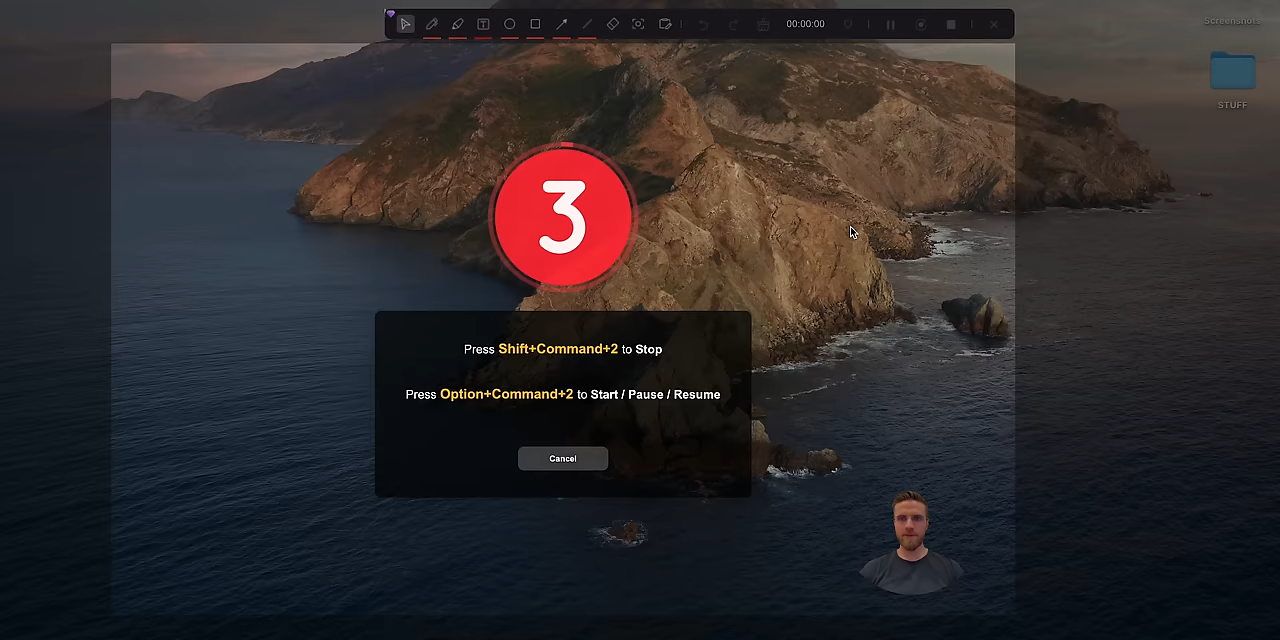 00:00:00
Screenshots
STUFF
3
Press Shift+Command+2 to Stop
Press Option+Command+2 to Start / Pause / Resume
Cancel